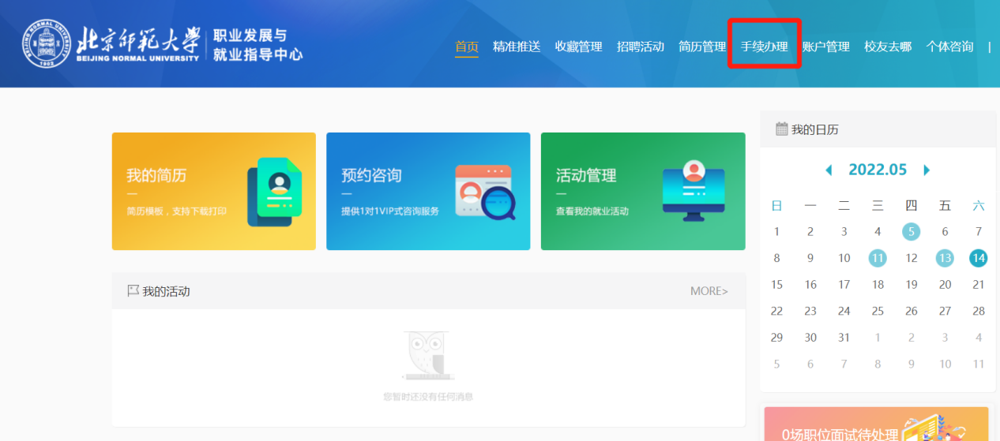 北京师范大学
BEIJING NORMAL UNIVERSITY
BEIJING NORMAL UNIVERSITY
1902
职业发展与
就业指导中心
首页 精准推送 收藏管理 招聘活动 简历管理 手续办理 账户管理 校友去哪 个体咨询 |
我的简历
简历模板，支持下载打印
预约咨询
提供1对1VIP式咨询服务
活动管理
查看我的就业活动
我的活动 MORE>
您暂时还没有任何消息
我的日历
2022.05
日 一 二 三 四 五 六
1 2 3 4 5 6 7
8 9 10 11 12 13 14
15 16 17 18 19 20 21
22 23 24 25 26 27 28
29 30 31 1 2 3 4
5 6 7 8 9 10 11
0场职位面试待处理